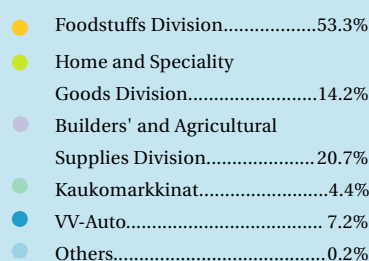 Foodstuffs Division.................53.3%
Home and Speciality
Goods Division.......................14.2%
Builders' and Agricultural
Supplies Division...................20.7%
Kaukomarkkinat......................4.4%
VV-Auto.................................. 7.2%
Others.....................................0.2%